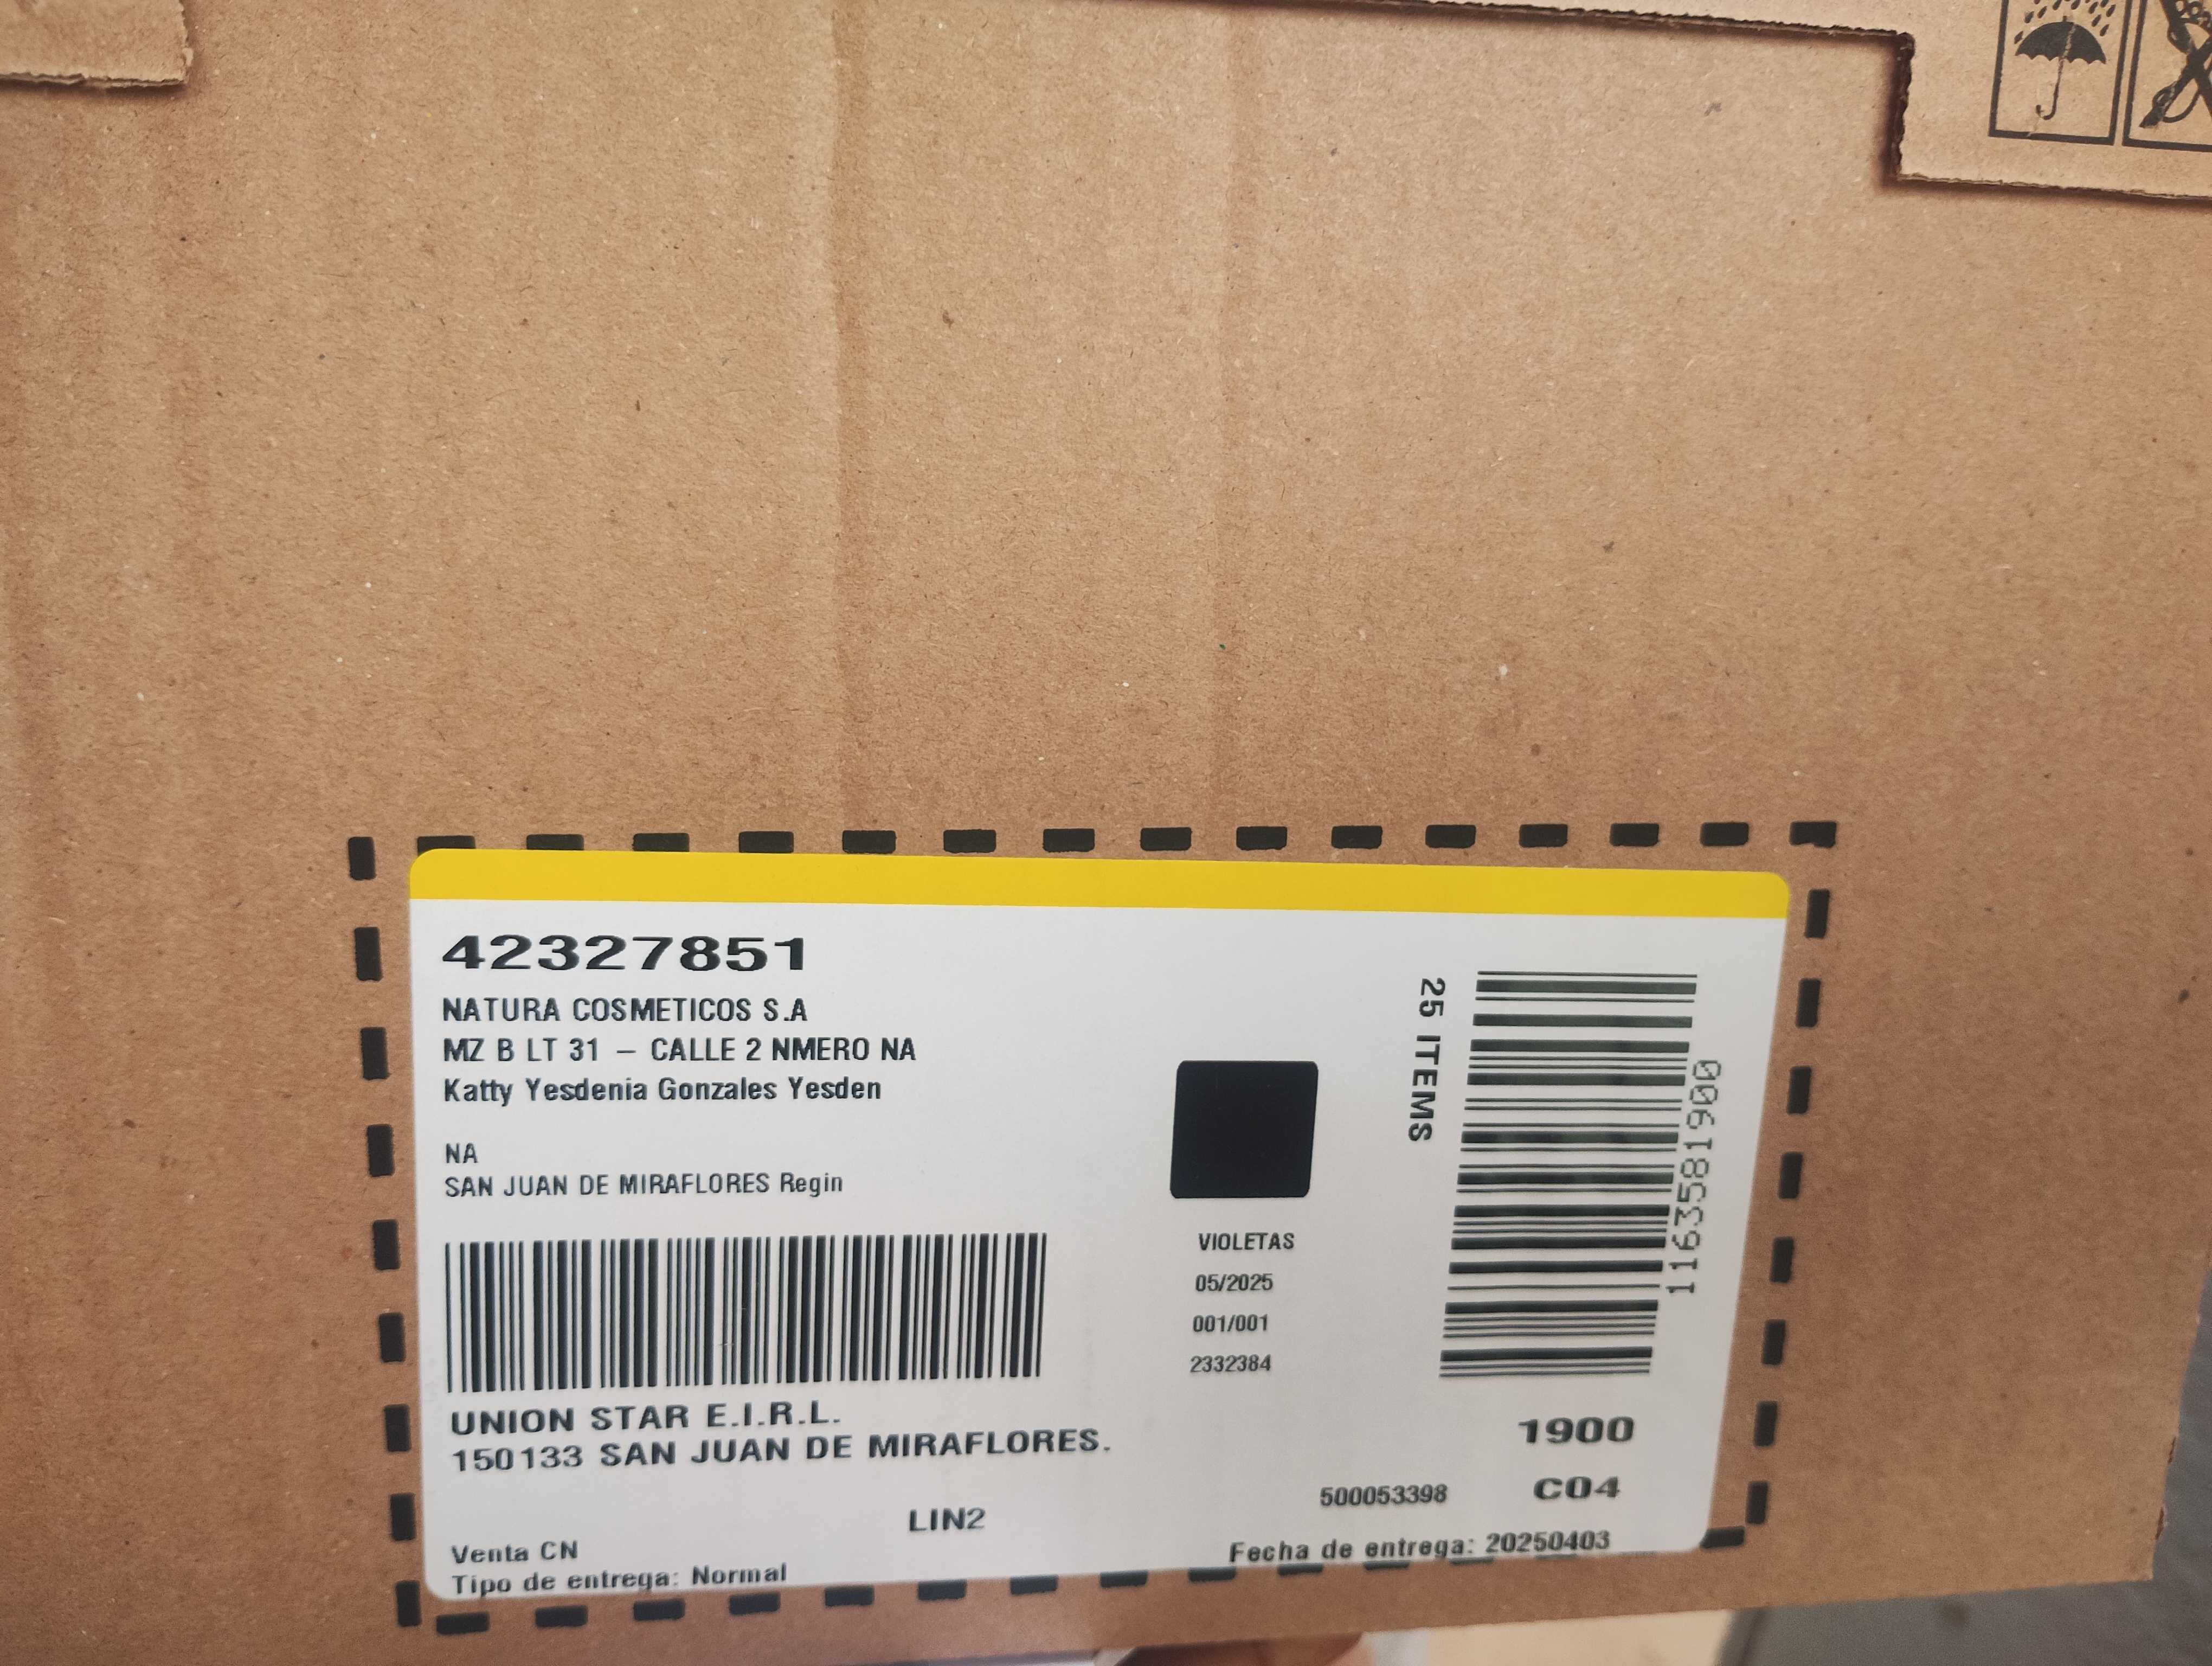 42327851
NATURA COSMETICOS S.A
MZ B LT 31 – CALLE 2 NMERO NA
Katty Yesdenia Gonzales Yesden
NA
SAN JUAN DE MIRAFLORES Regin
UNION STAR E.I.R.L.
150133 SAN JUAN DE MIRAFLORES.
LIN2
Venta CN
Tipo de entrega: Normal
VIOLETAS
05/2025
001/001
2332384
25 ITEMS
1163581900
1900
500053398 C04
Fecha de entrega: 20250403